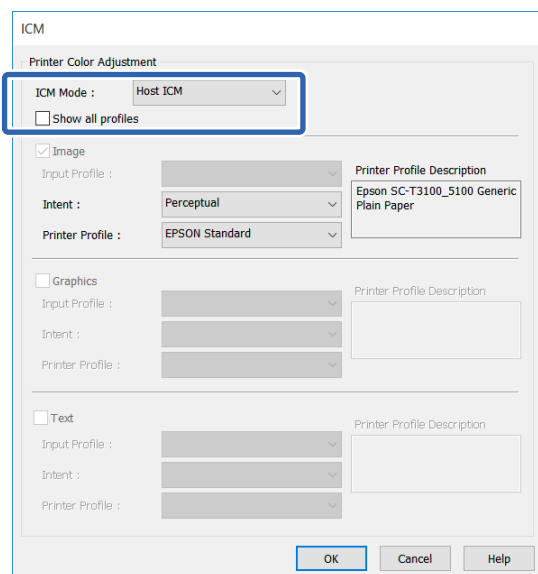 ICM
Printer Color Adjustment
ICM Mode : Host ICM
Show all profiles
Image
Input Profile :
Intent : Perceptual
Printer Profile : EPSON Standard
Printer Profile Description
Epson SC-T3100_5100 Generic
Plain Paper
Graphics
Input Profile :
Intent :
Printer Profile :
Printer Profile Description
Text
Input Profile :
Intent :
Printer Profile :
Printer Profile Description
OK Cancel Help